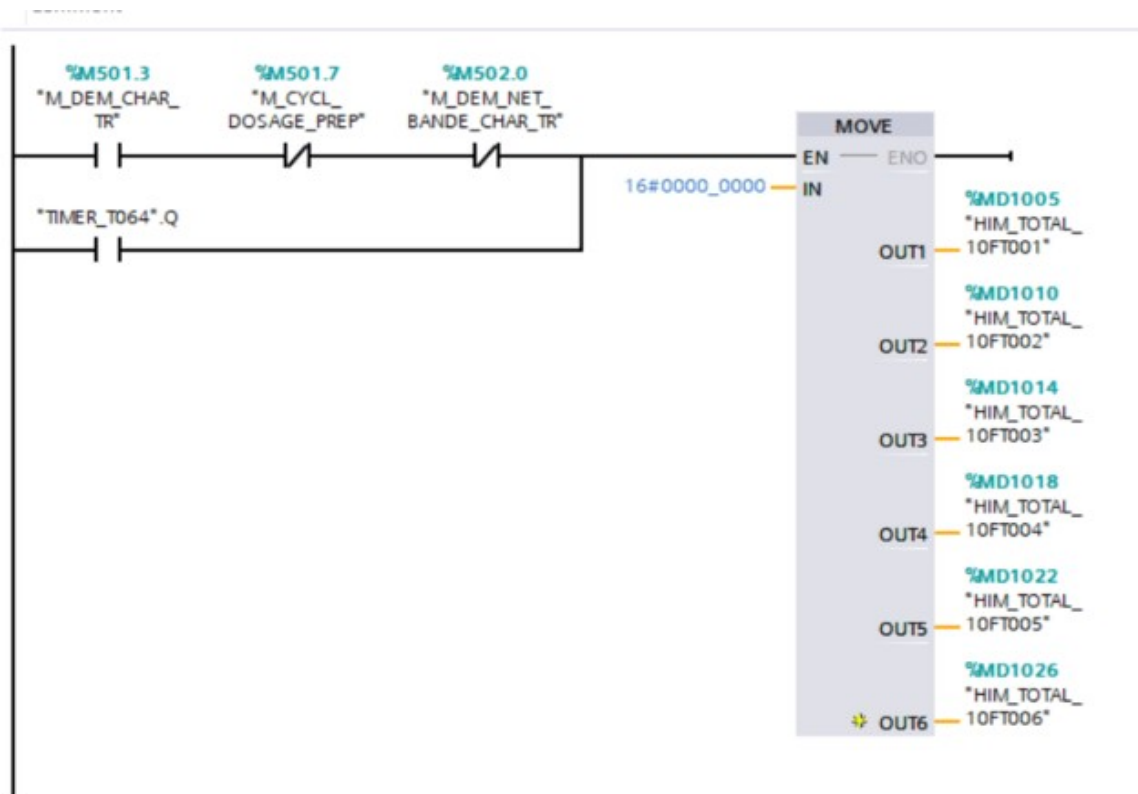 %M501.3
"M_DEM_CHAR_
TR"
%M501.7
"M_CYCL_
DOSAGE_PREP"
%M502.0
"M_DEM_NET_
BANDE_CHAR_TR"
"TIMER_T064".Q
MOVE
EN
ENO
16#0000_0000
IN
OUT1
%MD1005
"HIM_TOTAL_
10FT001"
OUT2
%MD1010
"HIM_TOTAL_
10FT002"
OUT3
%MD1014
"HIM_TOTAL_
10FT003"
OUT4
%MD1018
"HIM_TOTAL_
10FT004"
OUT5
%MD1022
"HIM_TOTAL_
10FT005"
OUT6
%MD1026
"HIM_TOTAL_
10FT006"